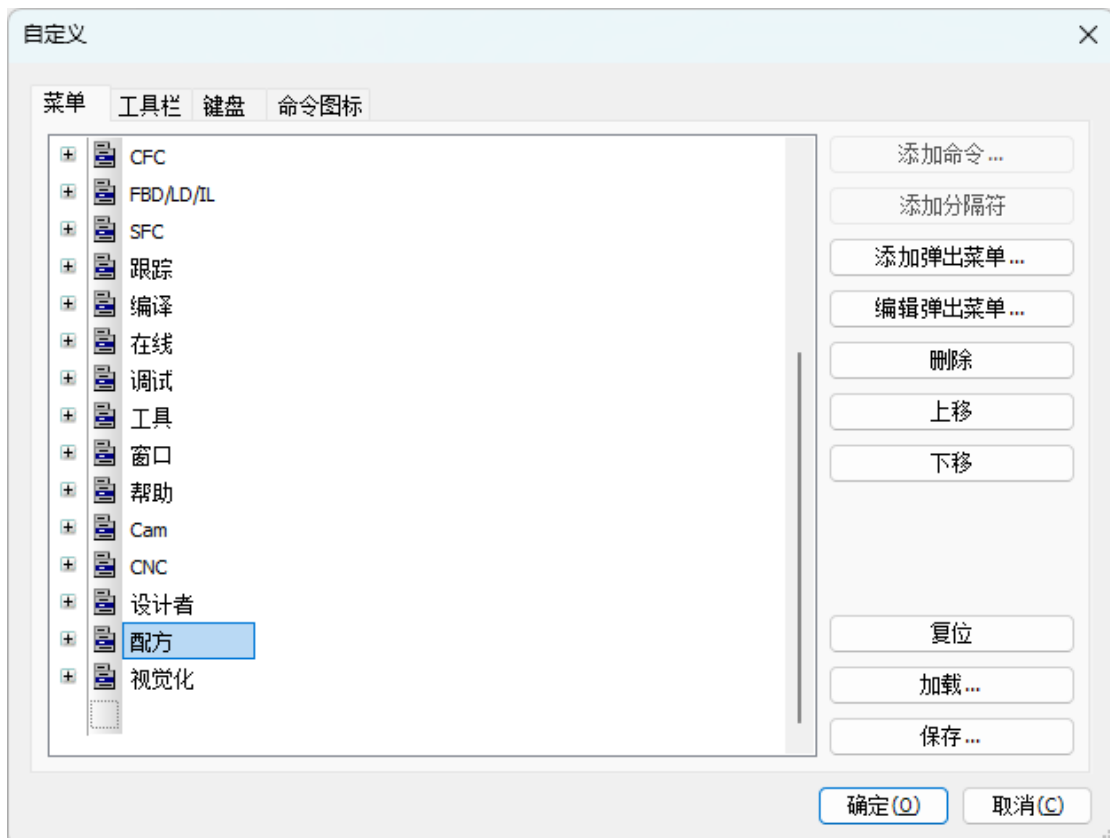 自定义
菜单 工具栏 键盘 命令图标
CFC
FBD/LD/IL
SFC
跟踪
编译
在线
调试
工具
窗口
帮助
Cam
CNC
设计者
配方
视觉化
添加命令...
添加分隔符
添加弹出菜单...
编辑弹出菜单...
删除
上移
下移
复位
加载...
保存...
确定(O) 取消(C)